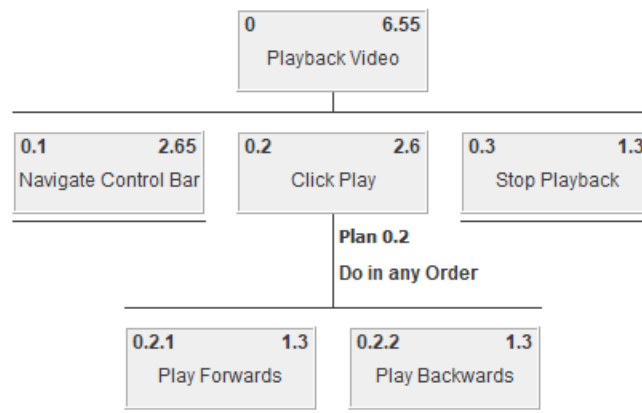 0 6.55
Playback Video
0.1 2.65
Navigate Control Bar
0.2 2.6
Click Play
0.3 1.3
Stop Playback
Plan 0.2
Do in any Order
0.2.1 1.3
Play Forwards
0.2.2 1.3
Play Backwards